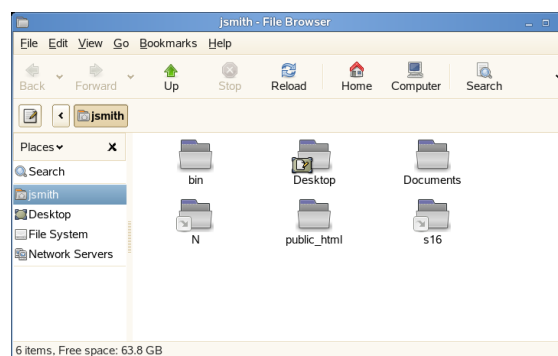 jsmith - File Browser
File Edit View Go Bookmarks Help
Back Forward Up Stop Reload Home Computer Search
jsmith
Places
Search
jsmith
Desktop
File System
Network Servers
bin Desktop Documents
N public_html s16
6 items, Free space: 63.8 GB